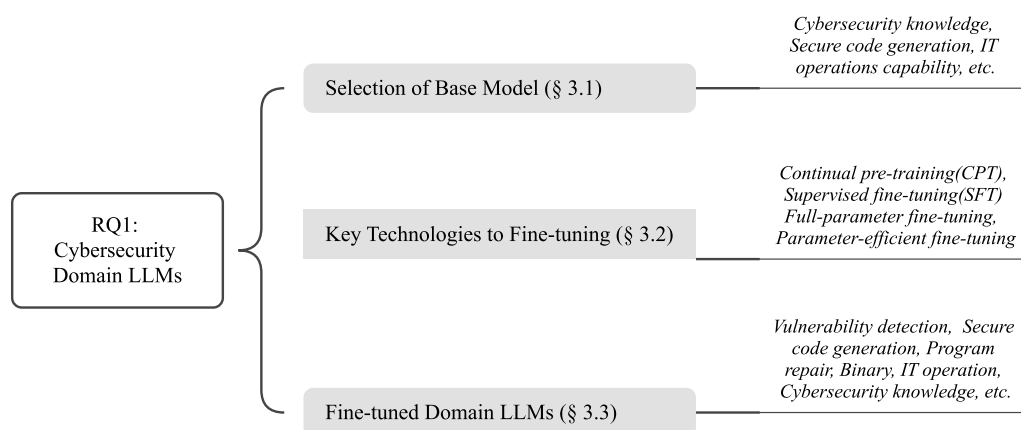 RQ1:
Cybersecurity
Domain LLMs
Selection of Base Model (§ 3.1)
Cybersecurity knowledge,
Secure code generation, IT
operations capability, etc.
Key Technologies to Fine-tuning (§ 3.2)
Continual pre-training(CPT),
Supervised fine-tuning(SFT)
Full-parameter fine-tuning,
Parameter-efficient fine-tuning
Fine-tuned Domain LLMs (§ 3.3)
Vulnerability detection, Secure
code generation, Program
repair, Binary, IT operation,
Cybersecurity knowledge, etc.